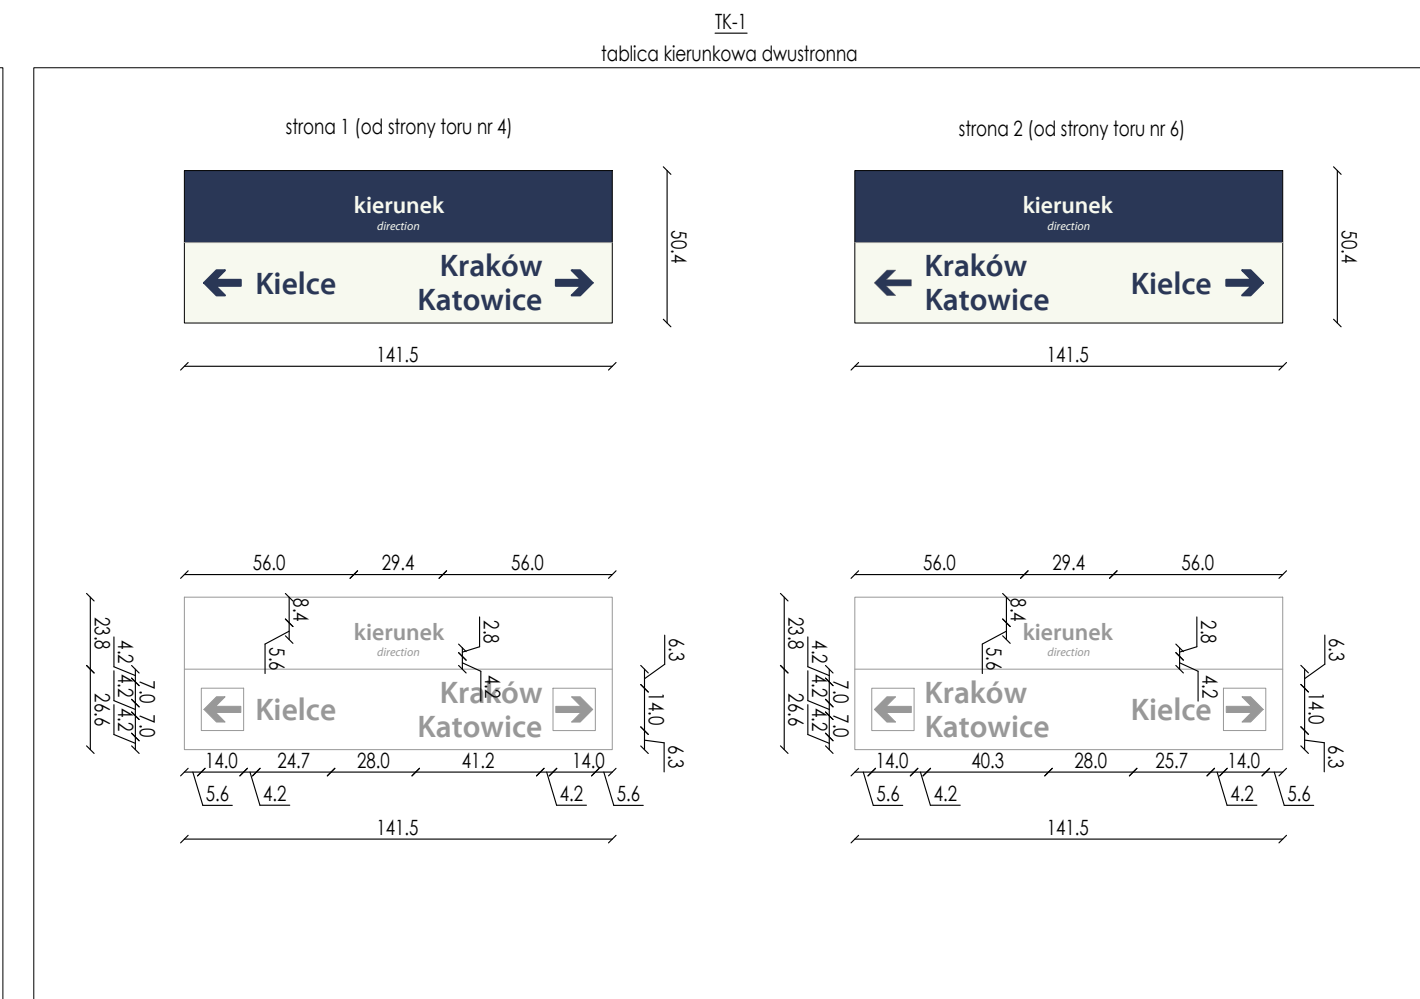 TK-1
tablica kierunkowa dwustronna
strona 1 (od strony toru nr 4)
strona 2 (od strony toru nr 6)
kierunek
direction
Kielce
Kraków
Katowice
50.4
141.5
kierunek
direction
Kraków
Katowice
Kielce
50.4
141.5
56.0 29.4 56.0
23.8
26.6
4.2
4.2
4.2
7.0
7.0
8.4
5.6
kierunek
direction
2.8
4.2
Kielce
Kraków
Katowice
6.3
14.0
6.3
14.0 24.7 28.0 41.2 14.0
5.6 4.2 4.2 5.6
141.5
56.0 29.4 56.0
23.8
26.6
4.2
4.2
4.2
7.0
7.0
8.4
5.6
kierunek
direction
2.8
4.2
Kraków
Katowice
Kielce
6.3
14.0
6.3
14.0 40.3 28.0 25.7 14.0
5.6 4.2 4.2 5.6
141.5